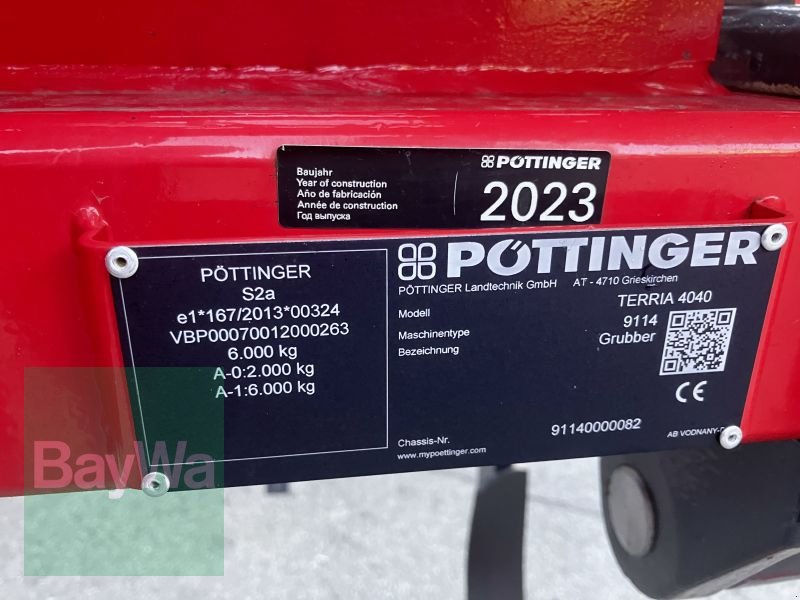 Baujahr
Year of construction
Año de fabricación
Année de construction
Год выпуска
PÖTTINGER
2023
PÖTTINGER
S2a
e1*167/2013*00324
VBP00070012000263
6.000 kg
A-0:2.000 kg
A-1:6.000 kg
PÖTTINGER
PÖTTINGER Landtechnik GmbH AT - 4710 Grieskirchen
Modell TERRIA 4040
Maschinentype 9114
Bezeichnung Grubber
CE
Chassis-Nr. 91140000082
www.mypoettinger.com
AB VODNANY-
BayWa